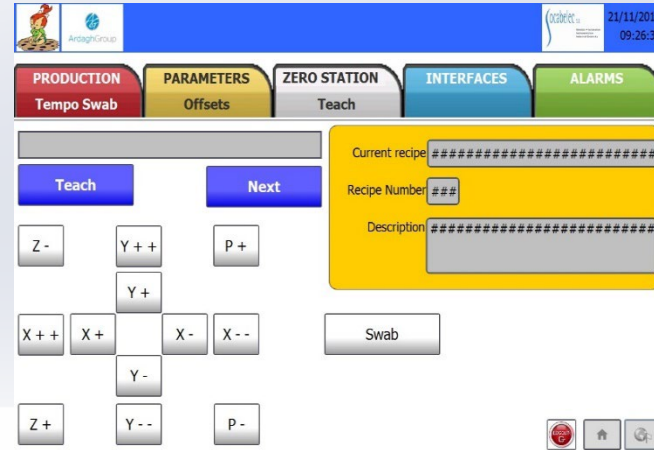 ArdaghGroup
ocabelec
21/11/201
09:26:3
PRODUCTION
Tempo Swab
PARAMETERS
Offsets
ZERO STATION
Teach
INTERFACES
ALARMS
Teach
Next
Current recipe ##########################
Recipe Number ###
Description ##########################
Z -
Y + +
P +
Y +
X + +
X +
X -
X - -
Swab
Y -
Z +
Y - -
P -